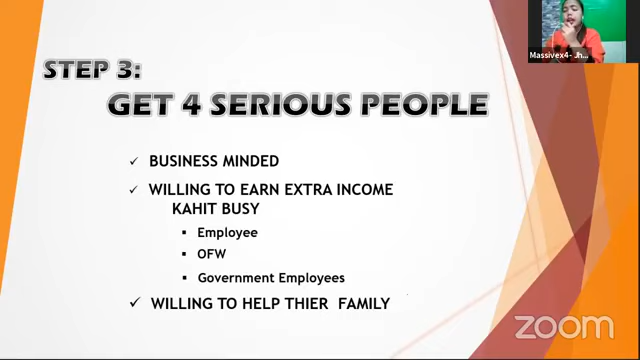 Massivex4- Jh...
STEP 3:
GET 4 SERIOUS PEOPLE
✓ BUSINESS MINDED
✓ WILLING TO EARN EXTRA INCOME
KAHIT BUSY
▪ Employee
▪ OFW
▪ Government Employees
✓ WILLING TO HELP THIER FAMILY
zoom